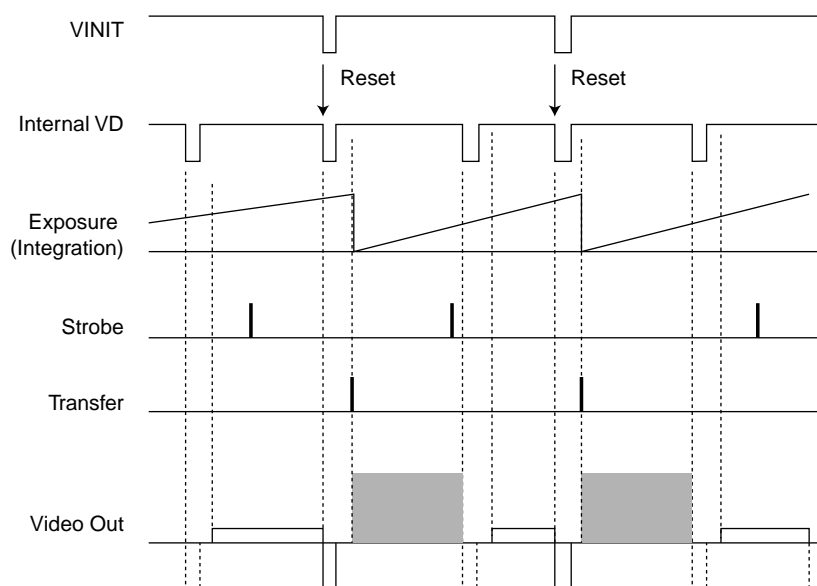 VINIT
Reset
Reset
Internal VD
Exposure
(Integration)
Strobe
Transfer
Video Out